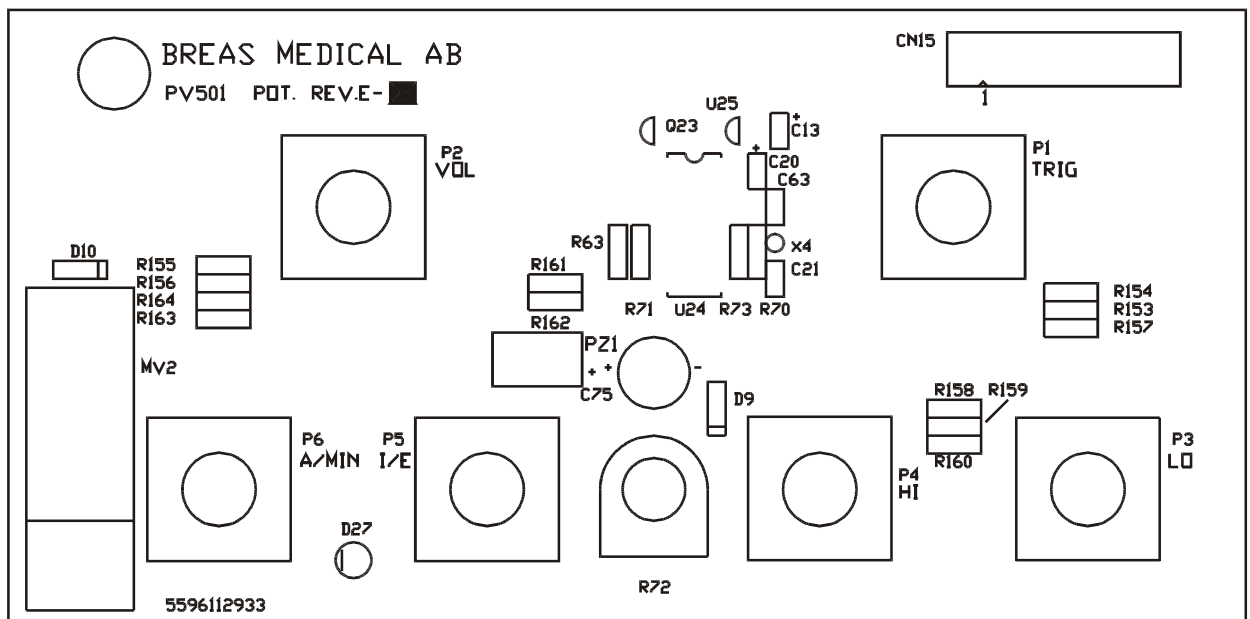 BREAS MEDICAL AB
PV501 POT. REV.E-
CN15
1
U25
Q23
+
C13
+
C20
C63
P2
VOL
P1
TRIG
D10
R155
R156
R164
R163
R161
R162
R63
R71
U24
R73
R70
x4
C21
R154
R153
R157
Mv2
PZ1
+ +
-
C75
D9
R158
R159
R160
P6
A/MIN
P5
I/E
P4
HI
P3
LO
D27
R72
5596112933